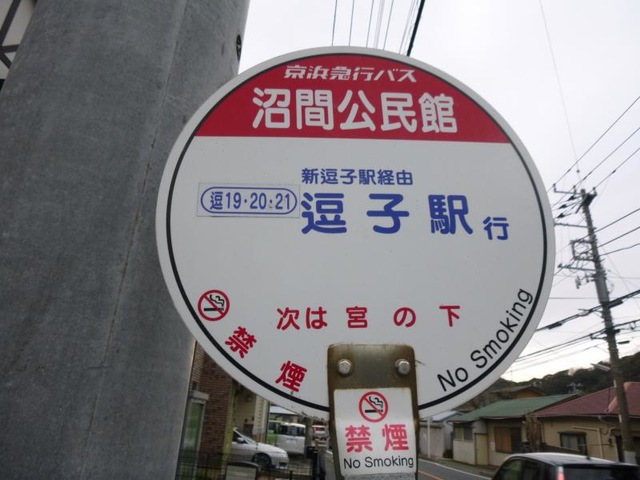 京浜急行バス
沼間公民館
新逗子駅経由
逗19・20・21
逗子駅行
次は宮の下
禁煙
No Smoking
禁煙
No Smoking